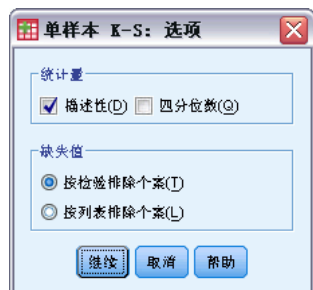 单样本 K-S: 选项
统计量
描述性(D) 四分位数(Q)
缺失值
按检验排除个案(T)
按列表排除个案(L)
继续 取消 帮助